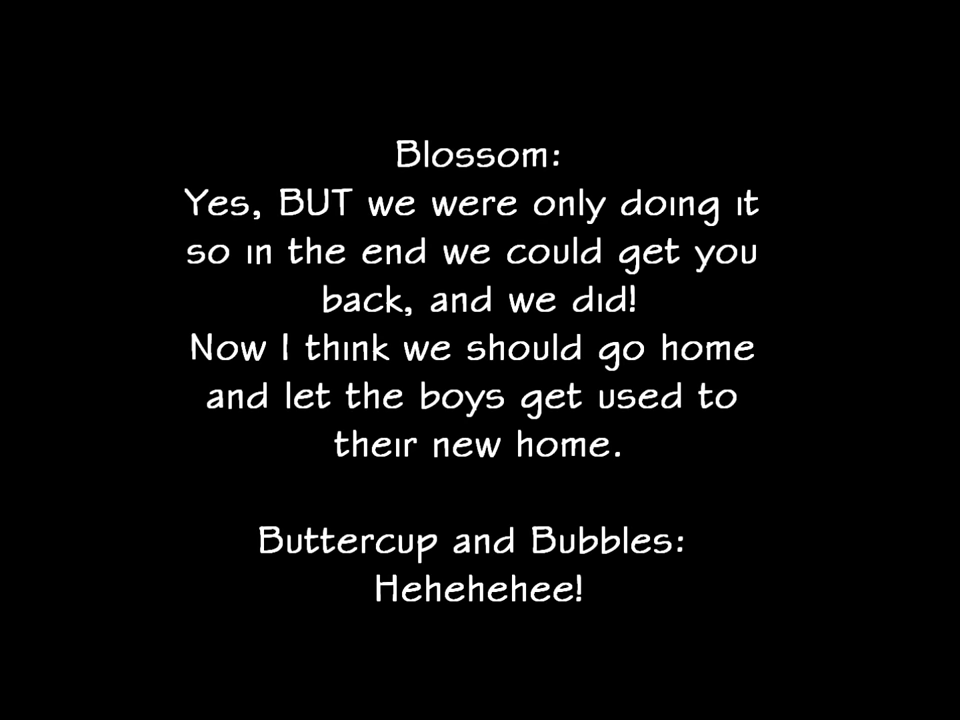 Blossom:
Yes, BUT we were only doing it
so in the end we could get you
back, and we did!
Now I think we should go home
and let the boys get used to
their new home.
Buttercup and Bubbles:
Hehehehee!